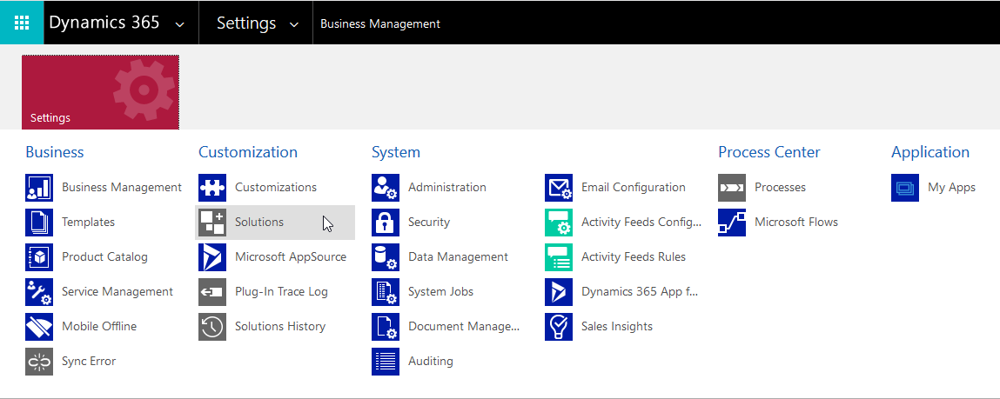 Dynamics 365
Settings
Business Management
Settings
Business
Business Management
Templates
Product Catalog
Service Management
Mobile Offline
Sync Error
Customization
Customizations
Solutions
Microsoft AppSource
Plug-In Trace Log
Solutions History
System
Administration
Security
Data Management
System Jobs
Document Manage...
Auditing
Email Configuration
Activity Feeds Config...
Activity Feeds Rules
Dynamics 365 App f...
Sales Insights
Process Center
Processes
Microsoft Flows
Application
My Apps